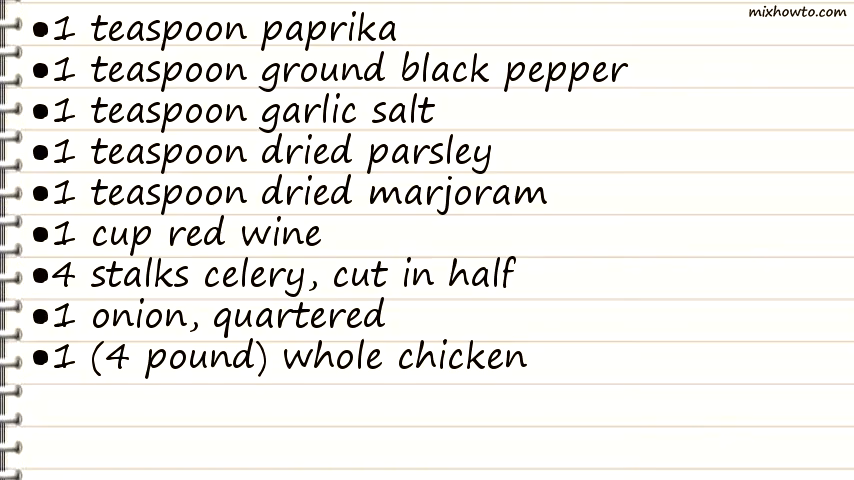 mixhowto.com
•1 teaspoon paprika
•1 teaspoon ground black pepper
•1 teaspoon garlic salt
•1 teaspoon dried parsley
•1 teaspoon dried marjoram
•1 cup red wine
•4 stalks celery, cut in half
•1 onion, quartered
•1 (4 pound) whole chicken